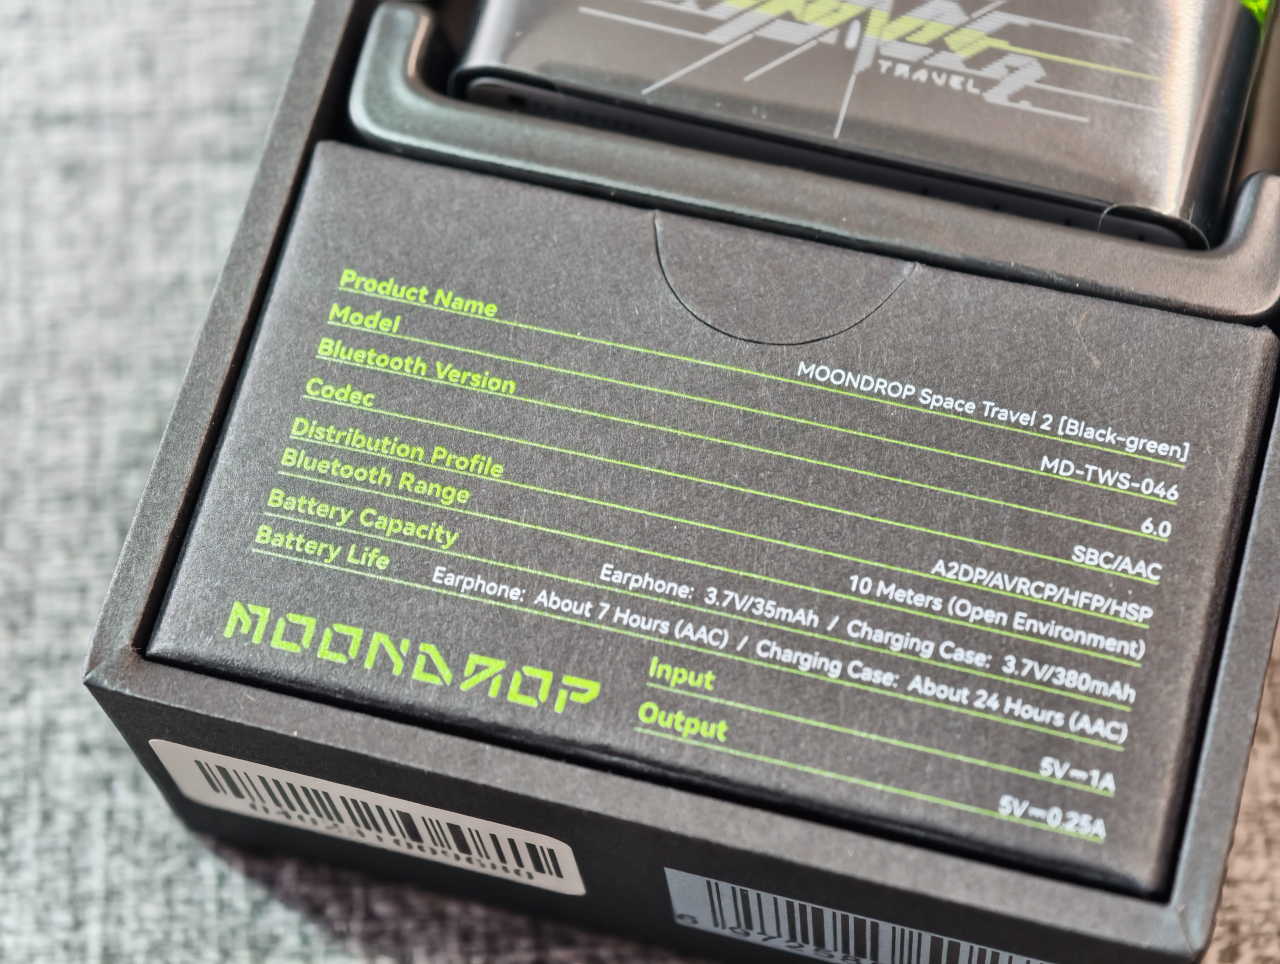 TRAVEL
Product Name MOONDROP Space Travel 2 [Black-green]
Model MD-TWS-046
Bluetooth Version 6.0
Codec SBC/AAC
Distribution Profile A2DP/AVRCP/HFP/HSP
Bluetooth Range 10 Meters (Open Environment)
Battery Capacity Earphone: 3.7V/35mAh / Charging Case: 3.7V/380mAh
Battery Life Earphone: About 7 Hours (AAC) / Charging Case: About 24 Hours (AAC)
MOONDROP
Input 5V⎓1A
Output 5V⎓0.25A